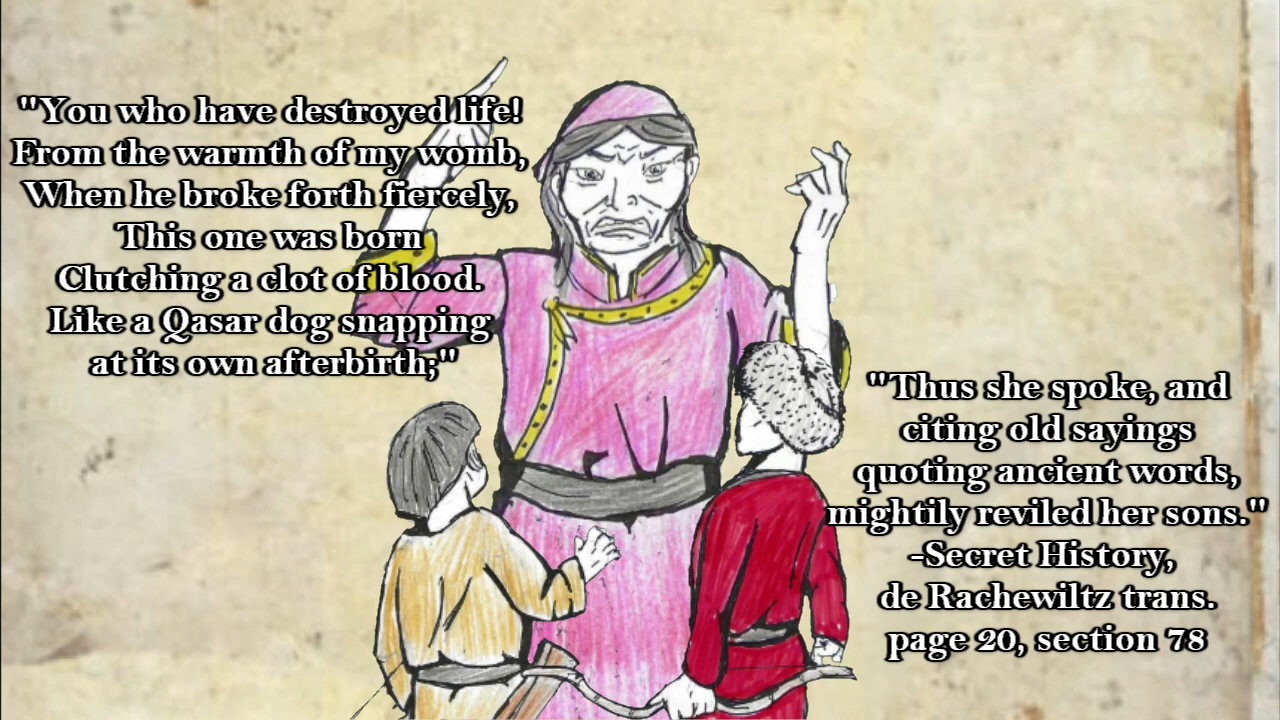 "You who have destroyed life!
From the warmth of my womb,
When he broke forth fiercely,
This one was born
Clutching a clot of blood.
Like a Qasar dog snapping
at its own afterbirth;"
"Thus she spoke, and
citing old sayings
quoting ancient words,
mightily reviled her sons."
-Secret History,
de Rachewiltz trans.
page 20, section 78